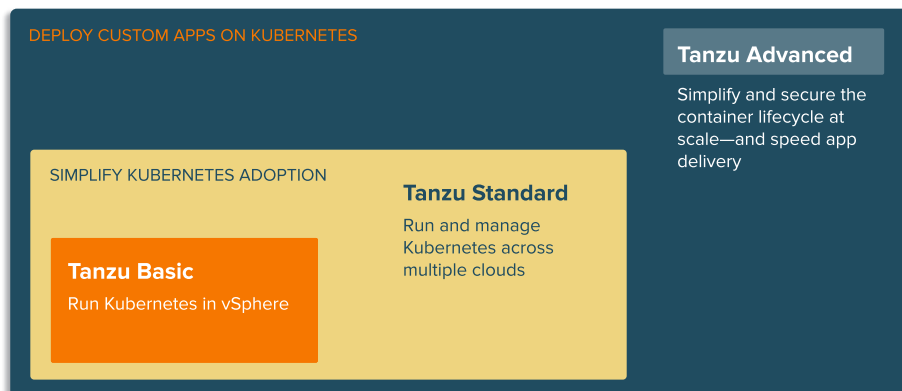 DEPLOY CUSTOM APPS ON KUBERNETES
Tanzu Advanced
Simplify and secure the
container lifecycle at
scale—and speed app
delivery
SIMPLIFY KUBERNETES ADOPTION
Tanzu Standard
Run and manage
Kubernetes across
multiple clouds
Tanzu Basic
Run Kubernetes in vSphere